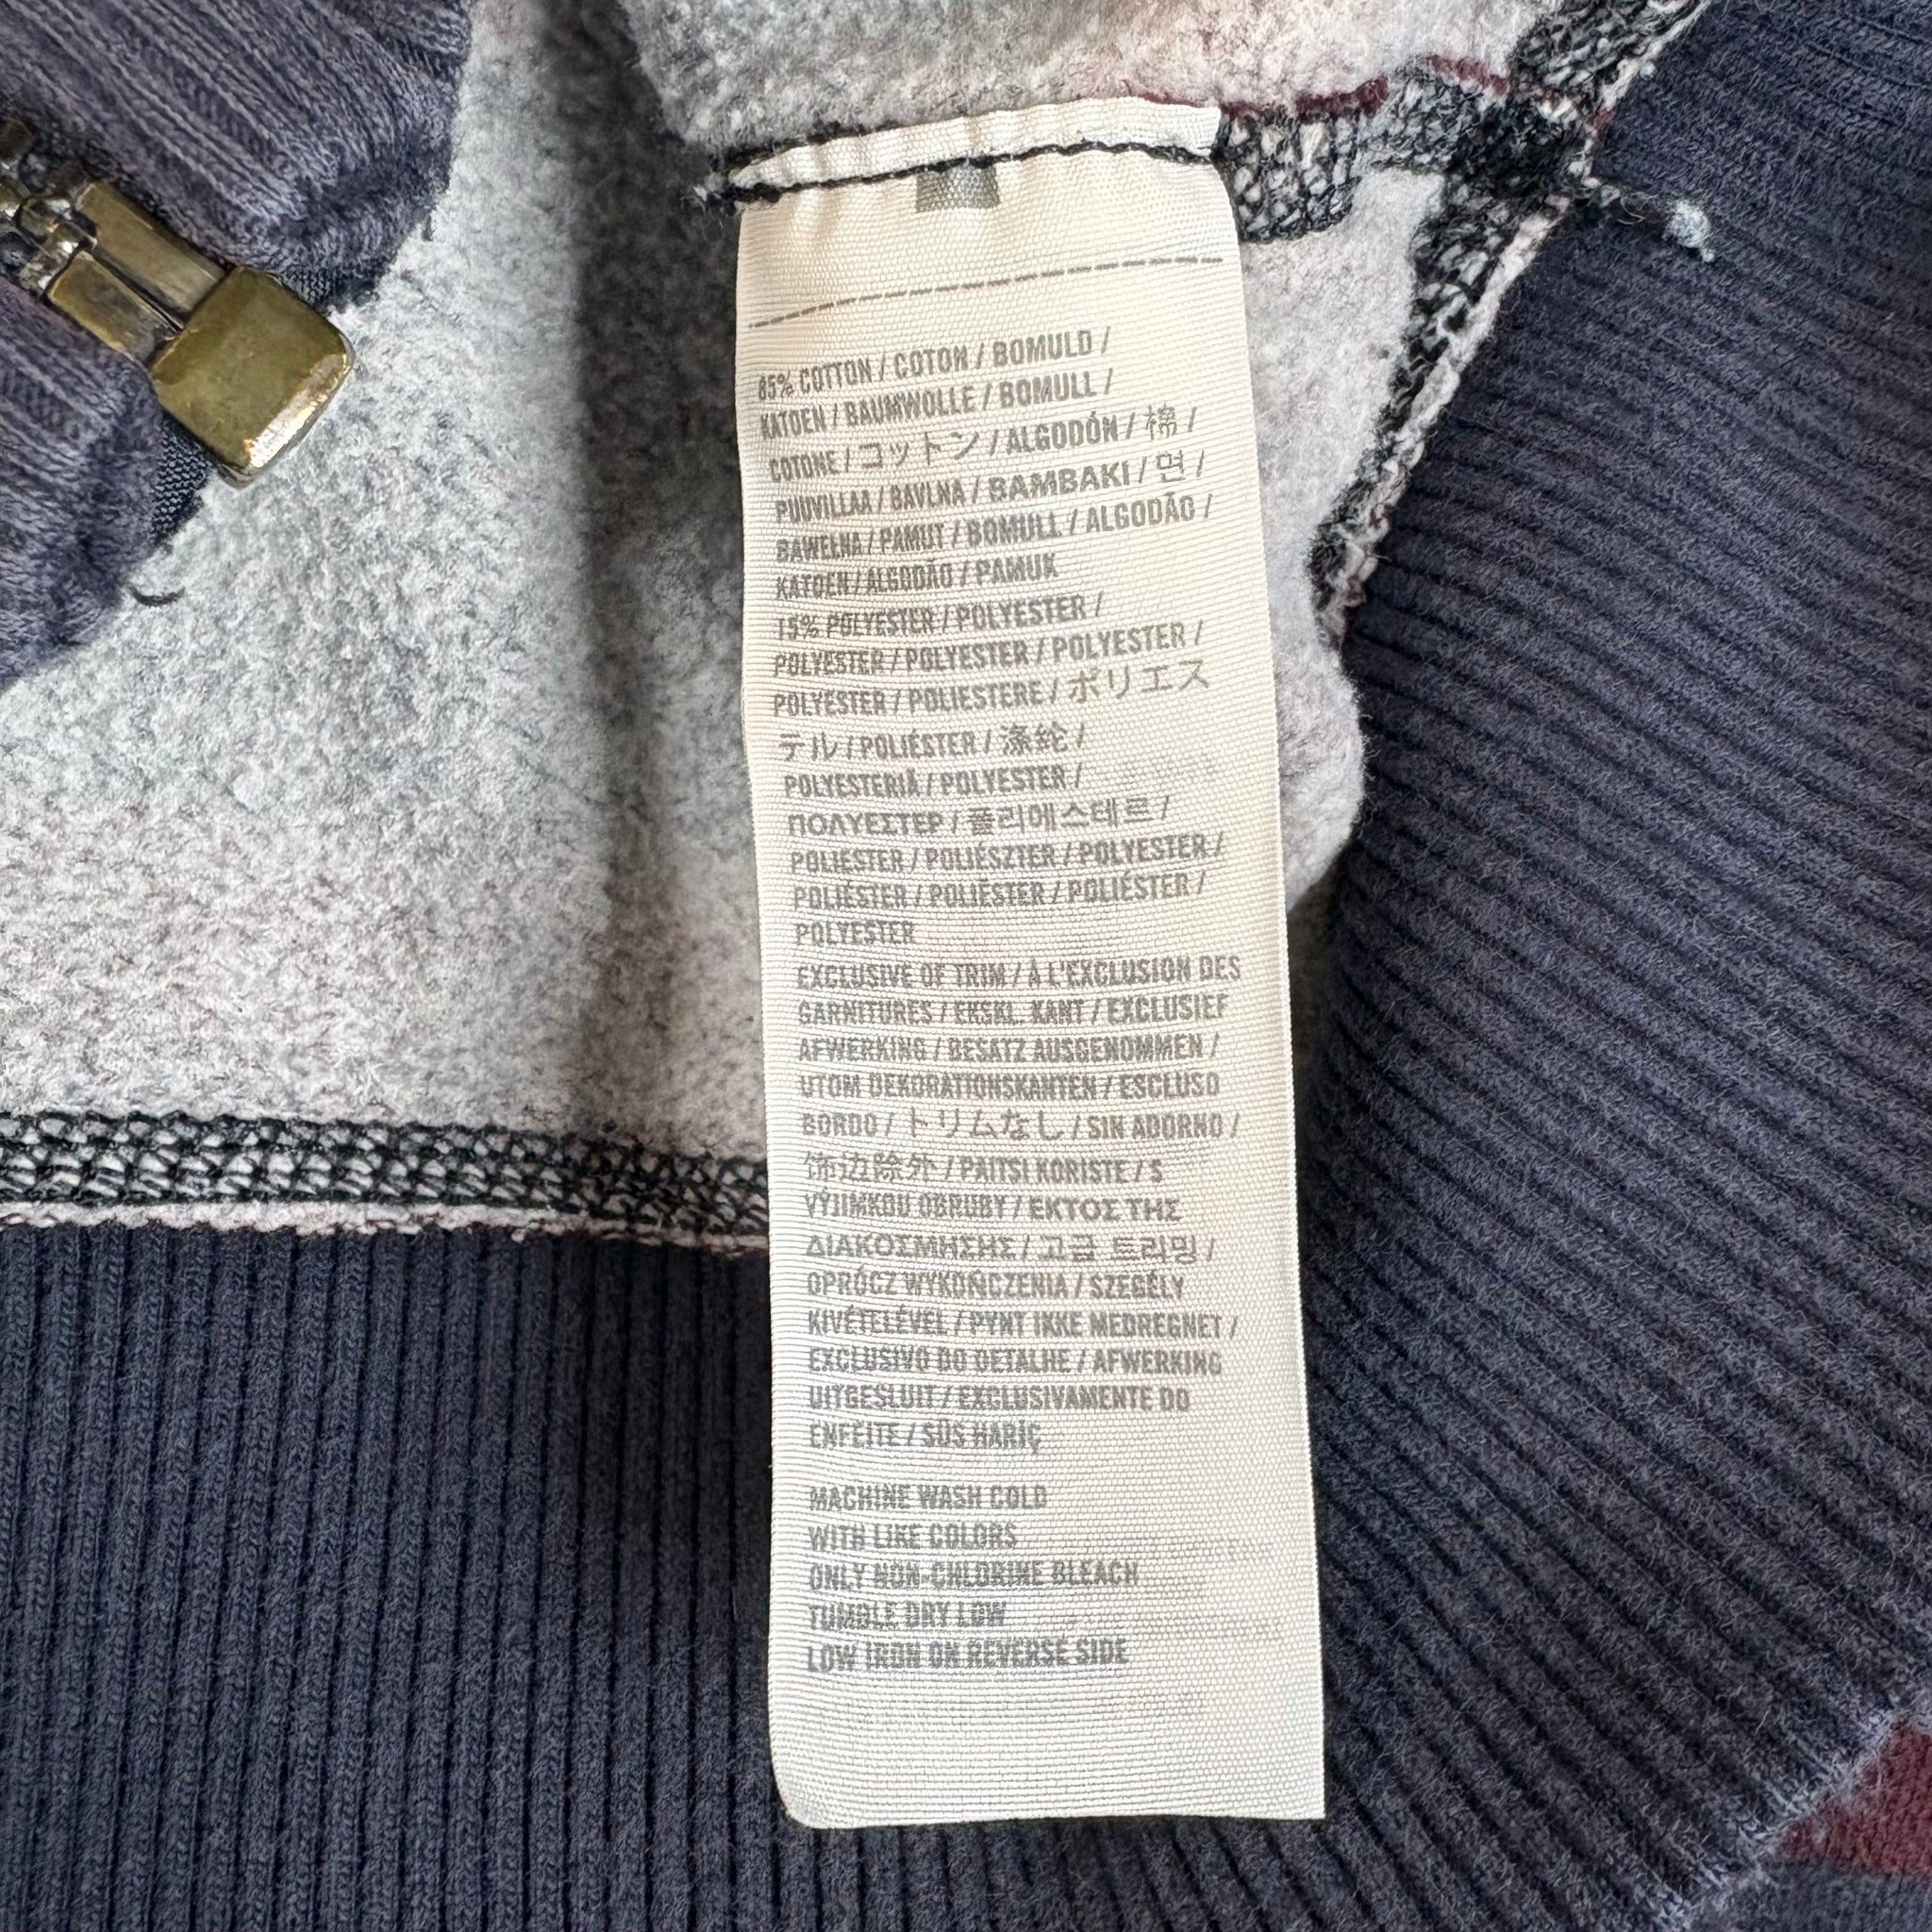 85% COTTON / COTON / BOMULD /
KATOEN / BAUMWOLLE / BOMULL /
COTONE / コットン / ALGODÓN / 棉 /
PUUVILLAA / BAVLNA / BAMBAKI / 면 /
BAWEŁNA / PAMUT / BOMULL / ALGODÃO /
KATOEN / ALGODÃO / PAMUK
15% POLYESTER / POLYESTER /
POLYESTER / POLYESTER / POLYESTER /
POLYESTER / POLIESTERE / ポリエス
テル / POLIÉSTER / 涤纶 /
POLYESTERIÄ / POLYESTER /
ΠΟΛΥΕΣΤΕΡ / 폴리에스테르 /
POLIESTER / POLIÉSZTER / POLYESTER /
POLIÉSTER / POLIËSTER / POLIÉSTER /
POLYESTER
EXCLUSIVE OF TRIM / À L'EXCLUSION DES
GARNITURES / EKSKL. KANT / EXCLUSIEF
AFWERKING / BESATZ AUSGENOMMEN /
UTOM DEKORATIONSKANTEN / ESCLUSO
BORDO / トリムなし / SIN ADORNO /
饰边除外 / PAITSI KORISTE / S
VÝJIMKOU OBRUBY / ΕΚΤΟΣ ΤΗΣ
ΔΙΑΚΟΣΜΗΣΗΣ / 고급 트리밍 /
OPRÓCZ WYKOŃCZENIA / SZEGÉLY
KIVÉTELÉVEL / PYNT IKKE MEDREGNET /
EXCLUSIVO DO DETALHE / AFWERKING
UITGESLUIT / EXCLUSIVAMENTE DO
ENFEITE / SÜS HARİÇ
MACHINE WASH COLD
WITH LIKE COLORS
ONLY NON-CHLORINE BLEACH
TUMBLE DRY LOW
LOW IRON ON REVERSE SIDE